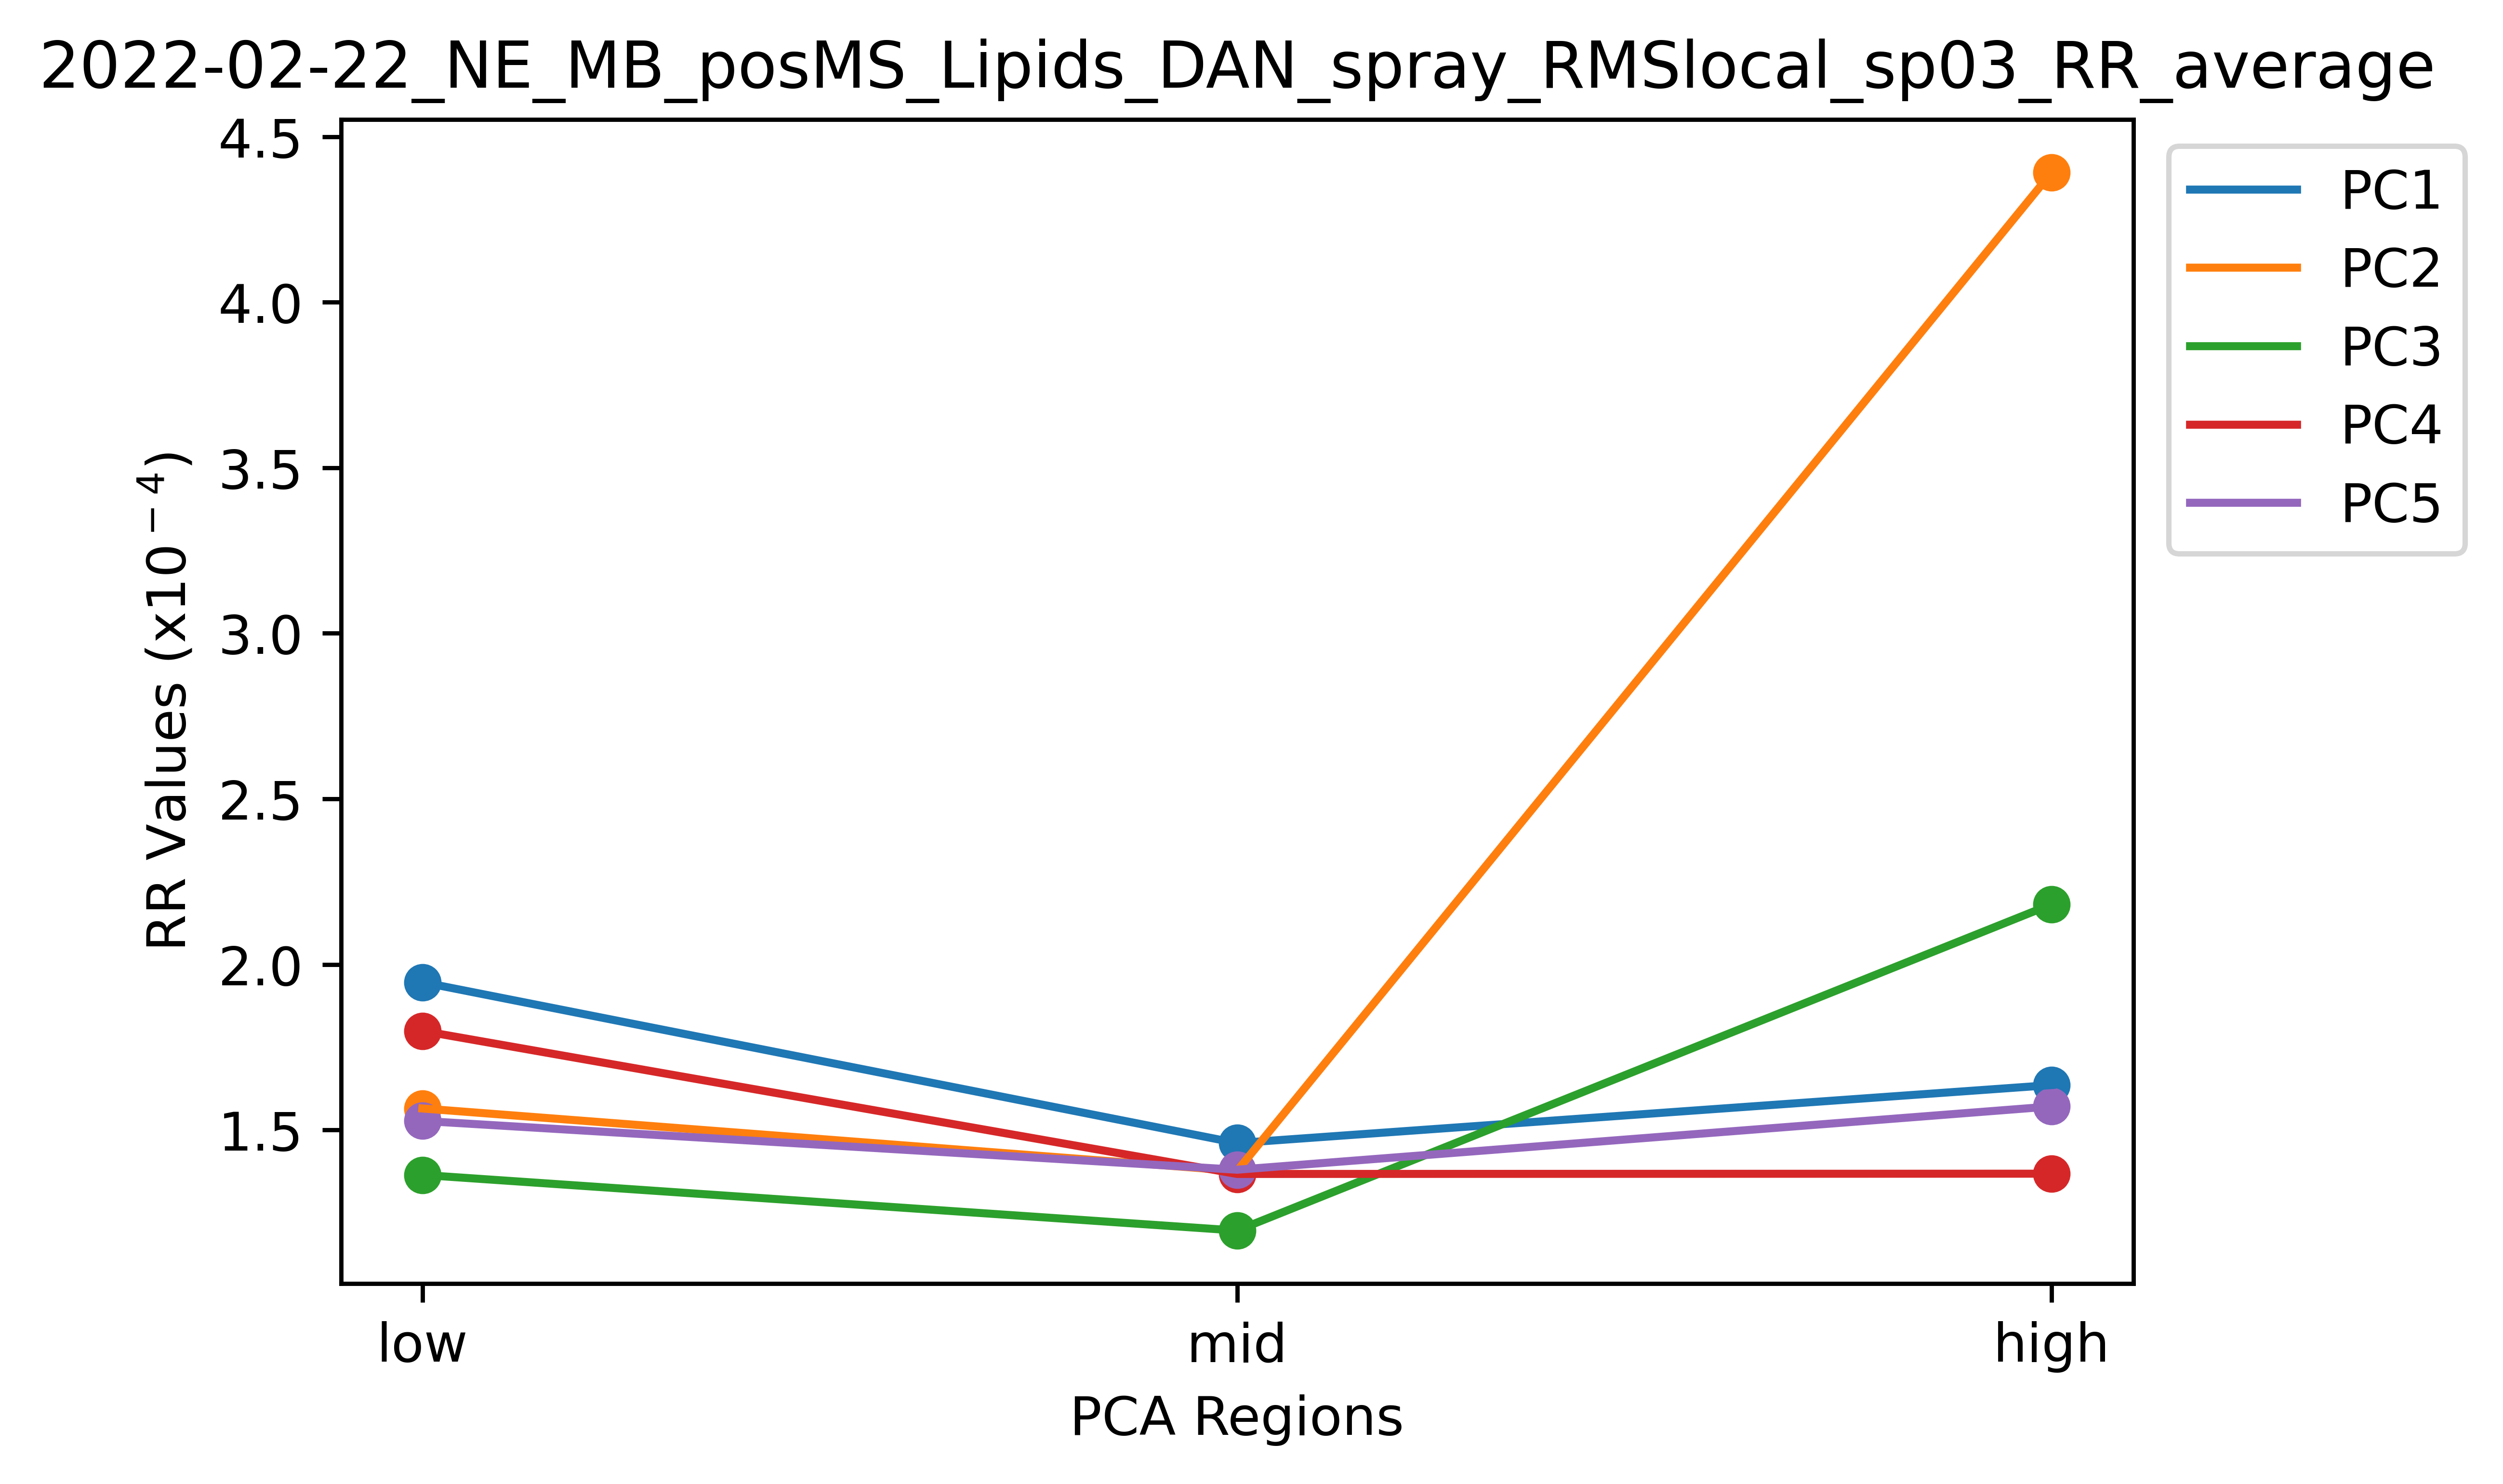 2022-02-22_NE_MB_posMS_Lipids_DAN_spray_RMSlocal_sp03_RR_average
4.5
4.0
3.5
3.0
2.5
2.0
1.5
RR Values (x10⁻⁴)
low
mid
high
PCA Regions
PC1
PC2
PC3
PC4
PC5